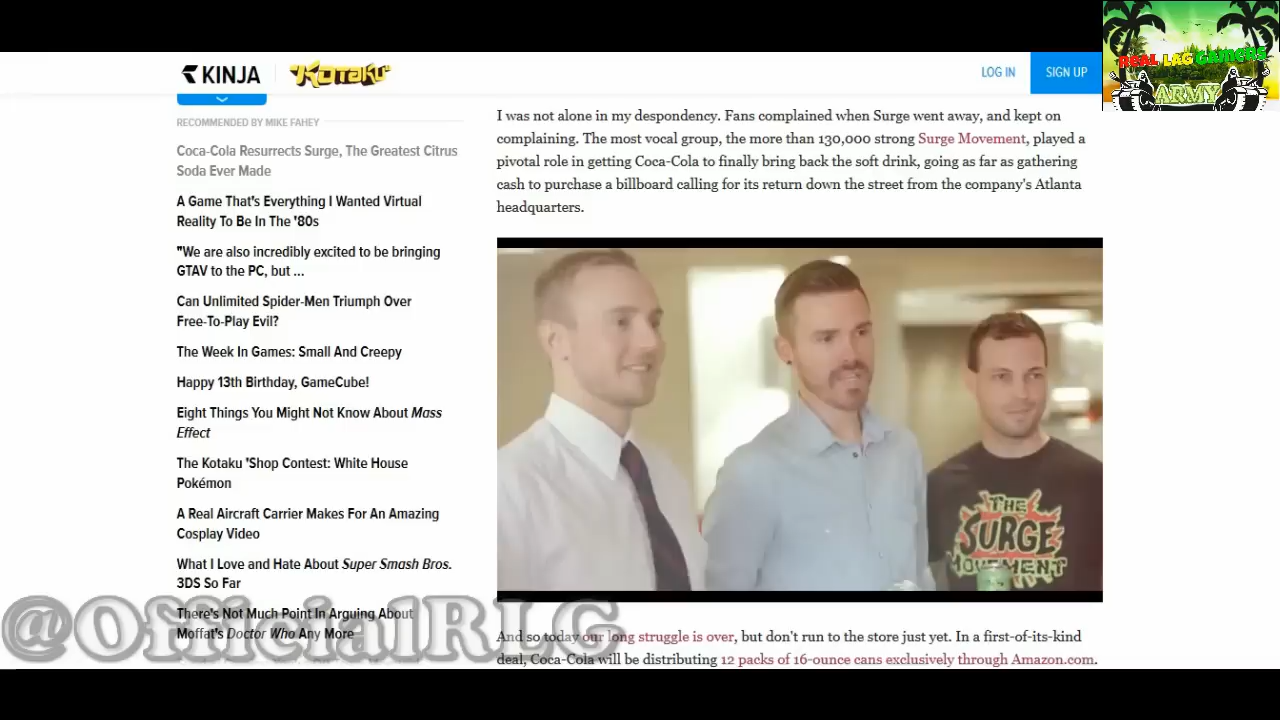 KINJA
KOTAKU
LOG IN
SIGN UP
REAL LAG GAMERS
ARMY
RECOMMENDED BY MIKE FAHEY
Coca-Cola Resurrects Surge, The Greatest Citrus
Soda Ever Made
A Game That's Everything I Wanted Virtual
Reality To Be In The '80s
"We are also incredibly excited to be bringing
GTAV to the PC, but ...
Can Unlimited Spider-Men Triumph Over
Free-To-Play Evil?
The Week In Games: Small And Creepy
Happy 13th Birthday, GameCube!
Eight Things You Might Not Know About Mass
Effect
The Kotaku 'Shop Contest: White House
Pokémon
A Real Aircraft Carrier Makes For An Amazing
Cosplay Video
What I Love and Hate About Super Smash Bros.
3DS So Far
There's Not Much Point In Arguing About
Moffat's Doctor Who Any More
I was not alone in my despondency. Fans complained when Surge went away, and kept on
complaining. The most vocal group, the more than 130,000 strong Surge Movement, played a
pivotal role in getting Coca-Cola to finally bring back the soft drink, going as far as gathering
cash to purchase a billboard calling for its return down the street from the company's Atlanta
headquarters.
THE
SURGE
MOVEMENT
And so today our long struggle is over, but don't run to the store just yet. In a first-of-its-kind
deal, Coca-Cola will be distributing 12 packs of 16-ounce cans exclusively through Amazon.com.
@OfficialRLG